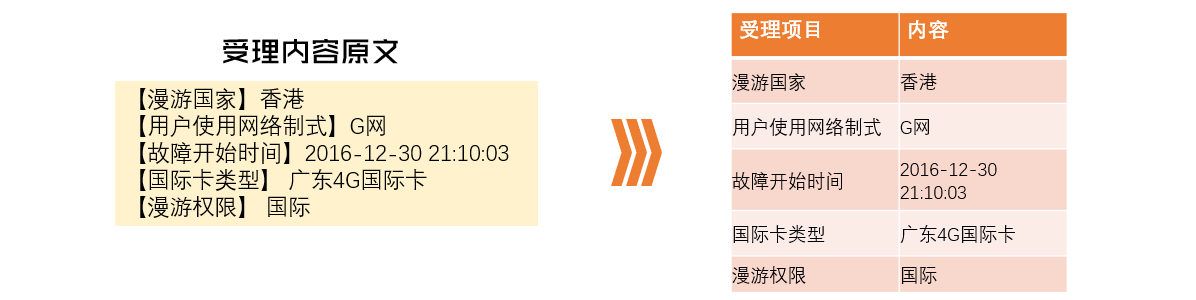 受理内容原文
【漫游国家】香港
【用户使用网络制式】G网
【故障开始时间】2016-12-30 21:10:03
【国际卡类型】 广东4G国际卡
【漫游权限】 国际
受理项目 内容
漫游国家 香港
用户使用网络制式 G网
故障开始时间 2016-12-30
21:10:03
国际卡类型 广东4G国际卡
漫游权限 国际